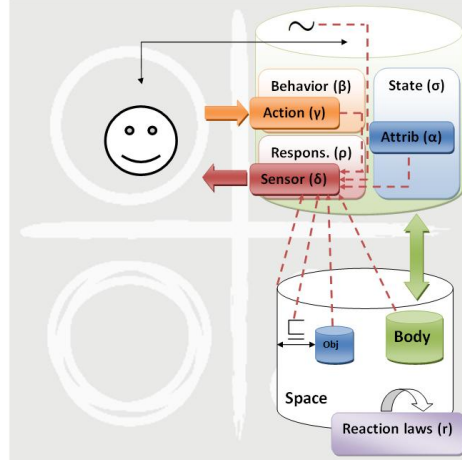 ~
Behavior (β)
State (σ)
Action (γ)
Attrib (α)
Respons. (ρ)
Sensor (δ)
⊑
Obj
Body
Space
Reaction laws (r)